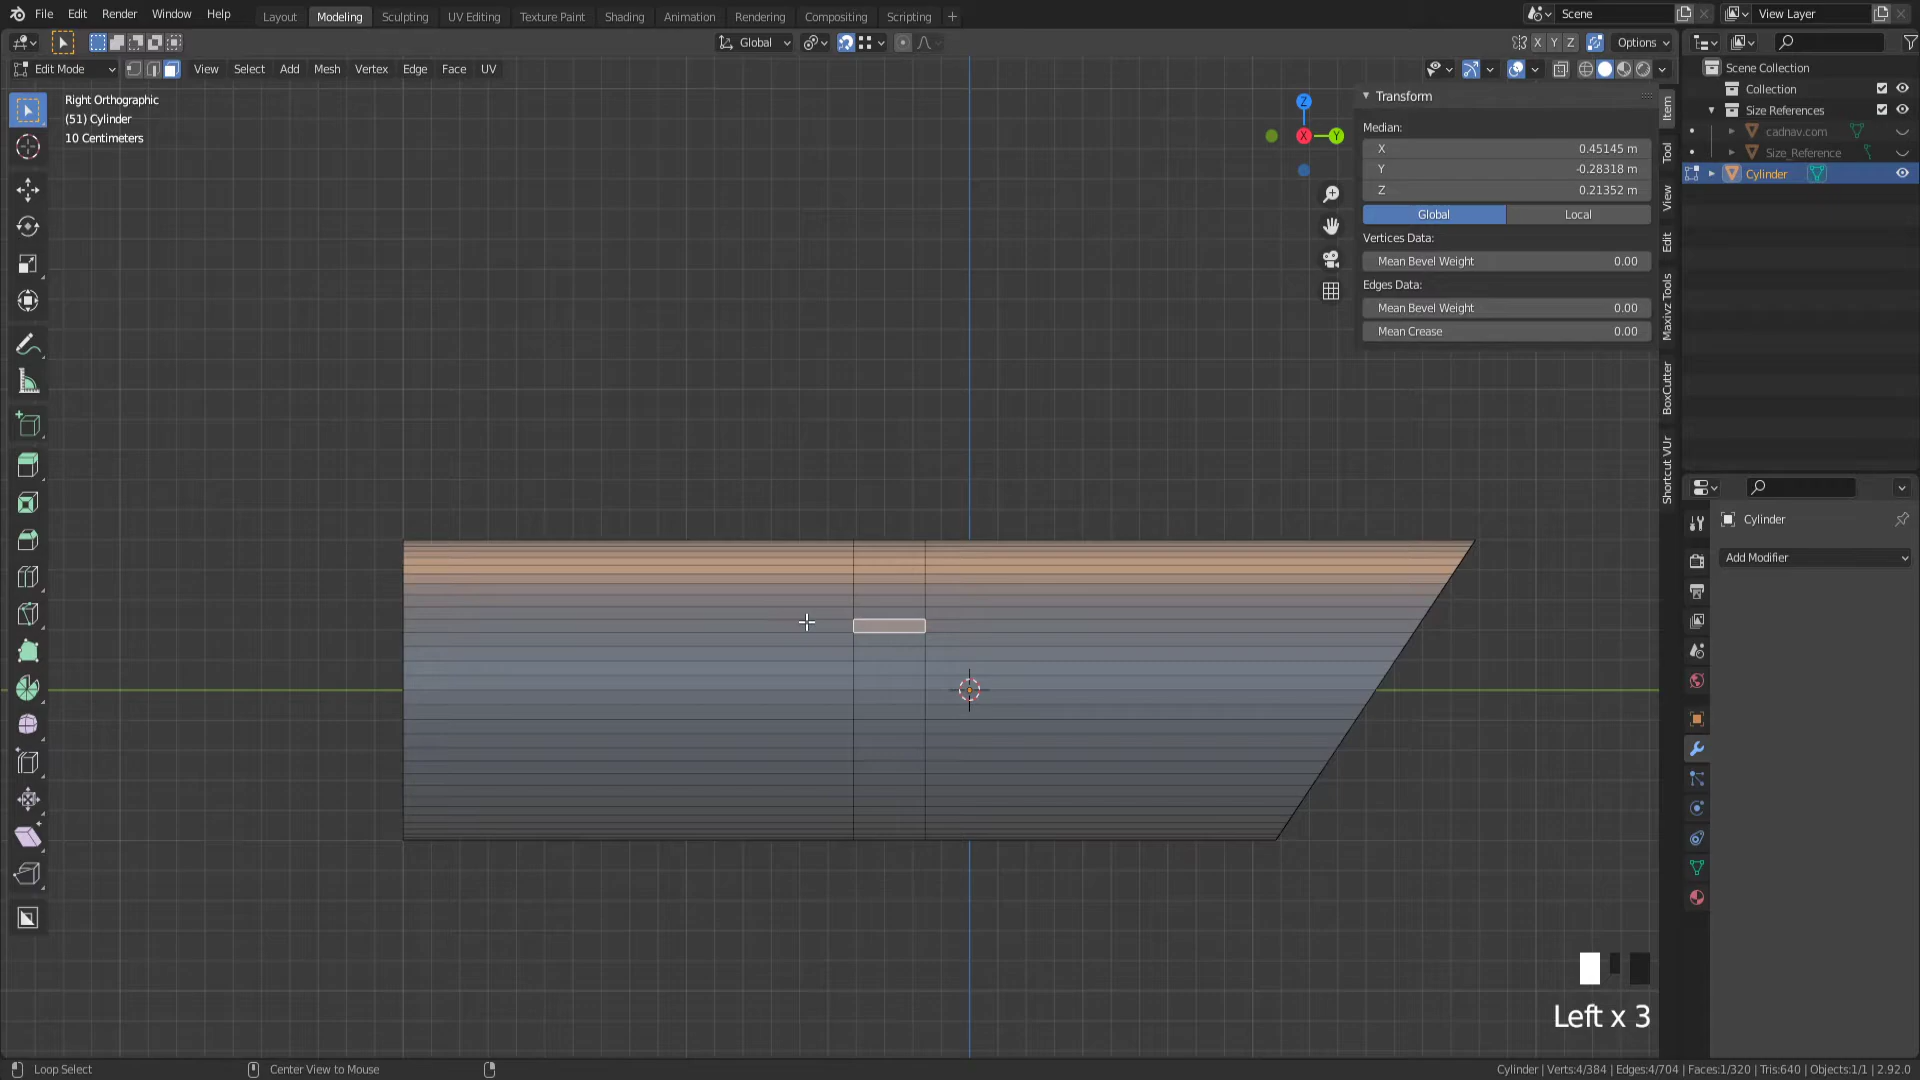 File Edit Render Window Help Layout Modeling Sculpting UV Editing Texture Paint Shading Animation Rendering Compositing Scripting + Scene View Layer
Global X Y Z Options
Edit Mode View Select Add Mesh Vertex Edge Face UV
Right Orthographic
(51) Cylinder
10 Centimeters
Z
X
Y
Transform
Median:
X 0.45145 m
Y -0.28318 m
Z 0.21352 m
Global Local
Vertices Data:
Mean Bevel Weight 0.00
Edges Data:
Mean Bevel Weight 0.00
Mean Crease 0.00
Item
Tool
View
Edit
Maxivz Tools
BoxCutter
Shortcut VUr
Scene Collection
Collection
Size References
cadnav.com
Size_Reference
Cylinder
Cylinder
Add Modifier
Left x 3
Loop Select Center View to Mouse Cylinder | Verts:4/384 | Edges:4/704 | Faces:1/320 | Tris:640 | Objects:1/1 | 2.92.0